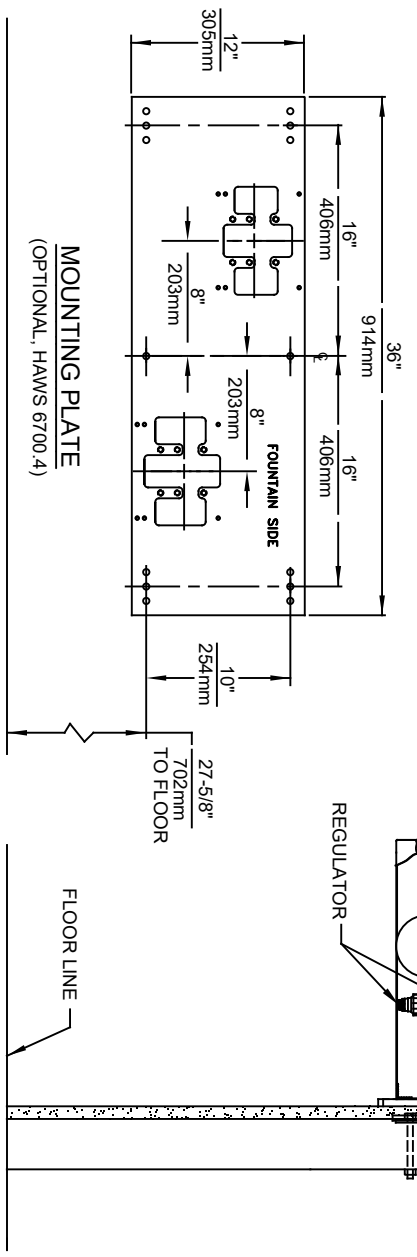 36"
914mm
16"
406mm
16"
406mm
℄
12"
305mm
8"
203mm
8"
203mm
FOUNTAIN SIDE
10"
254mm
27-5/8"
702mm
TO FLOOR
MOUNTING PLATE
(OPTIONAL, HAWS 6700.4)
REGULATOR
FLOOR LINE